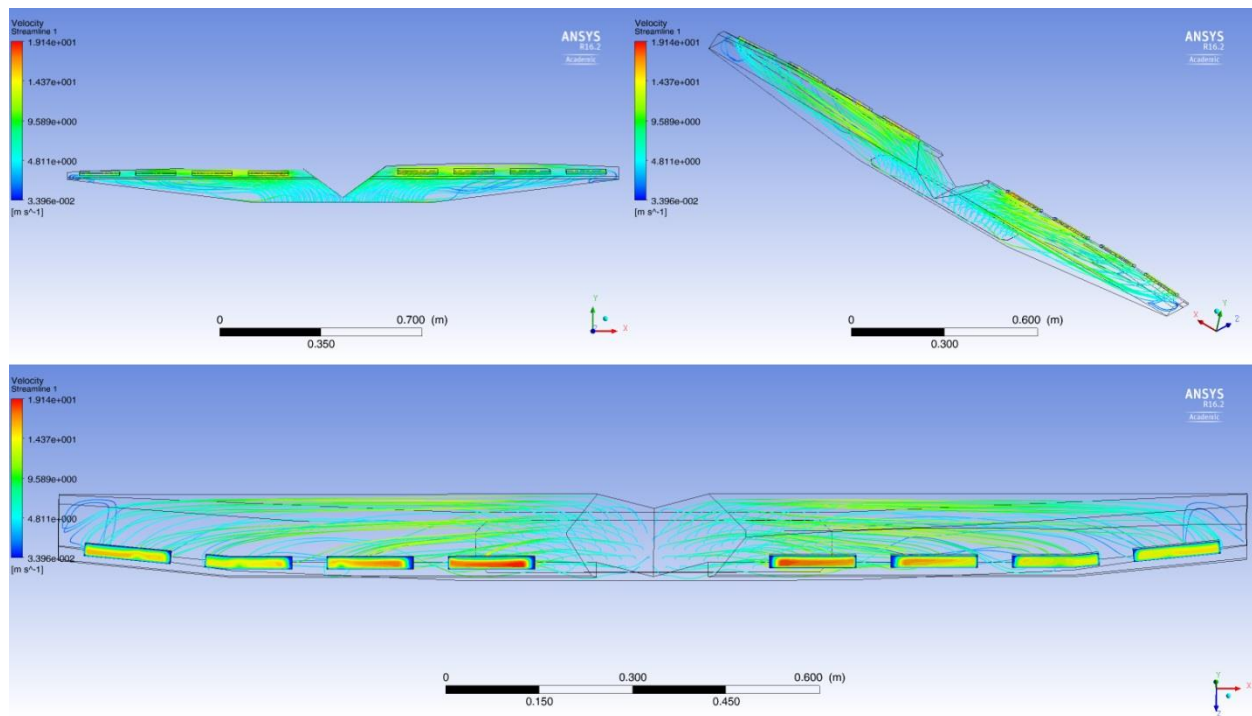 Velocity
Streamline 1
1.914e+001
1.437e+001
9.589e+000
4.811e+000
3.396e-002
[m s^-1]
ANSYS
R16.2
Academic
0 0.700 (m)
0.350
Y
X
Z
Velocity
Streamline 1
1.914e+001
1.437e+001
9.589e+000
4.811e+000
3.396e-002
[m s^-1]
ANSYS
R16.2
Academic
0 0.600 (m)
0.300
Y
X
Z
Velocity
Streamline 1
1.914e+001
1.437e+001
9.589e+000
4.811e+000
3.396e-002
[m s^-1]
ANSYS
R16.2
Academic
0 0.300 0.600 (m)
0.150 0.450
Y
X
Z